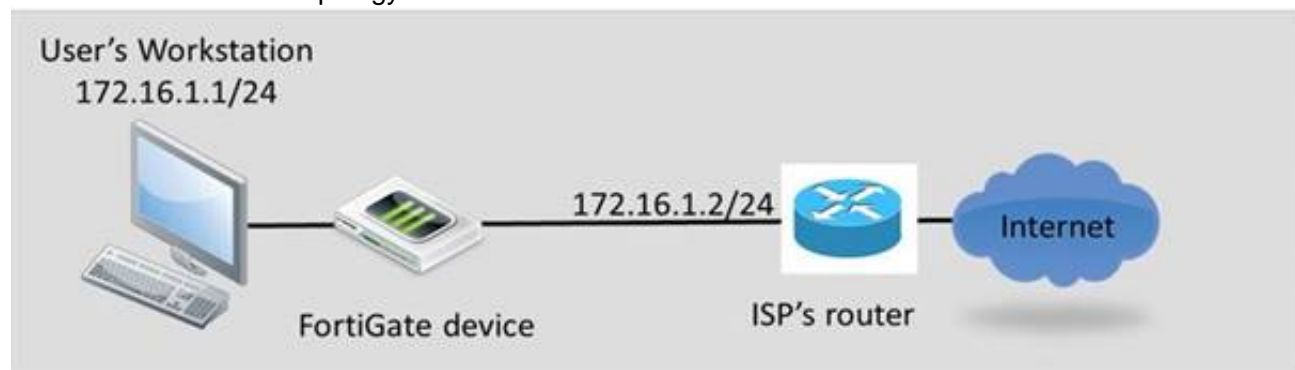 User's Workstation
172.16.1.1/24
172.16.1.2/24
Internet
FortiGate device
ISP's router